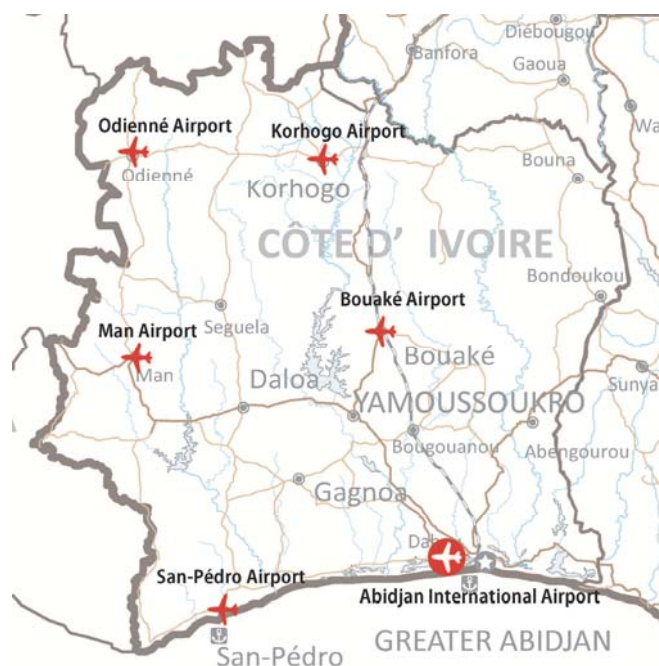 Diébougou
Banfora
Gaoua
Odienné Airport
Korhogo Airport
Odienné
Korhogo
Bouna
CÔTE D' IVOIRE
Bondoukou
Bouaké Airport
Seguela
Man Airport
Bouaké
Man
Daloa
Sunya
YAMOUSSOUKRO
Bougouanou
Abengourou
Gagnoa
San-Pédro Airport
Abidjan International Airport
GREATER ABIDJAN
San-Pédro